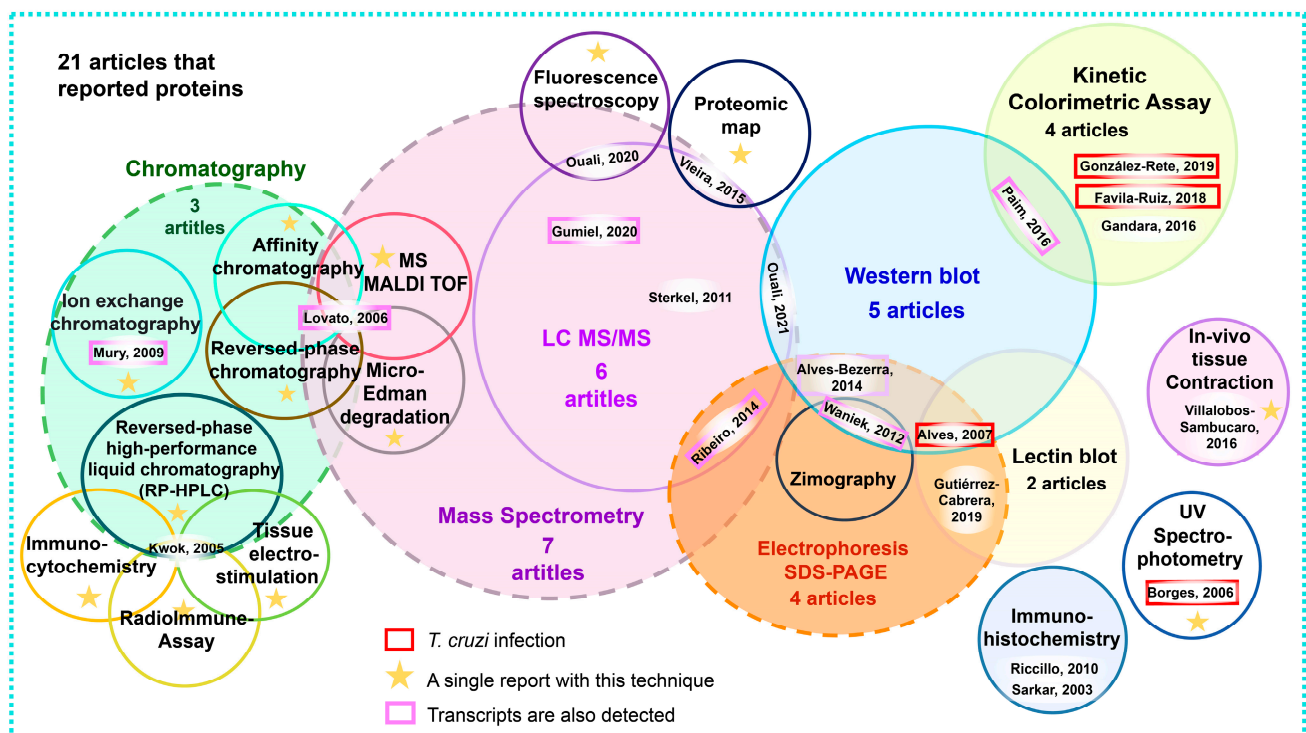 21 articles that
reported proteins
Chromatography
3
artitles
Affinity
chromatography
Ion exchange
chromatography
Mury, 2009
Reversed-phase
chromatography
Lovato, 2006
MS
MALDI TOF
Micro-
Edman
degradation
Reversed-phase
high-performance
liquid chromatography
(RP-HPLC)
Kwok, 2005
Immuno-
cytochemistry
Tissue
electro-
stimulation
RadioImmune-
Assay
Fluorescence
spectroscopy
Ouali, 2020
Proteomic
map
Vieira, 2015
Gumiel, 2020
Sterkel, 2011
Ouali, 2021
LC MS/MS
6
artitles
Mass Spectrometry
7
artitles
Ribeiro, 2014
Western blot
5 articles
Alves-Bezerra,
2014
Waniek, 2012
Alves, 2007
Zimography
Gutiérrez-
Cabrera,
2019
Electrophoresis
SDS-PAGE
4 articles
Lectin blot
2 articles
Kinetic
Colorimetric Assay
4 articles
González-Rete, 2019
Favila-Ruiz, 2018
Gandara, 2016
Paim, 2016
In-vivo
tissue
Contraction
Villalobos-
Sambucaro,
2016
UV
Spectro-
photometry
Borges, 2006
Immuno-
histochemistry
Riccillo, 2010
Sarkar, 2003
T. cruzi infection
A single report with this technique
Transcripts are also detected